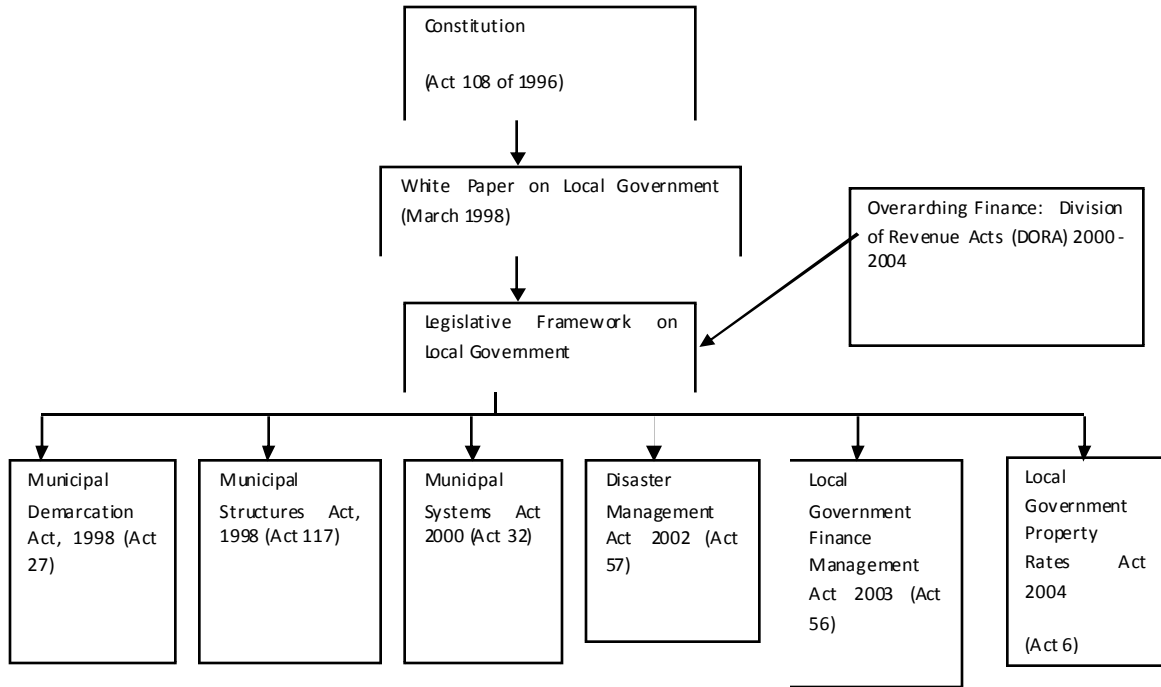 Constitution
(Act 108 of 1996)
White Paper on Local Government
(March 1998)
Overarching Finance: Division
of Revenue Acts (DORA) 2000 -
2004
Legislative Framework on
Local Government
Municipal
Demarcation
Act, 1998 (Act
27)
Municipal
Structures Act,
1998 (Act 117)
Municipal
Systems Act
2000 (Act 32)
Disaster
Management
Act 2002 (Act
57)
Local
Government
Finance
Management
Act 2003 (Act
56)
Local
Government
Property
Rates Act
2004
(Act 6)